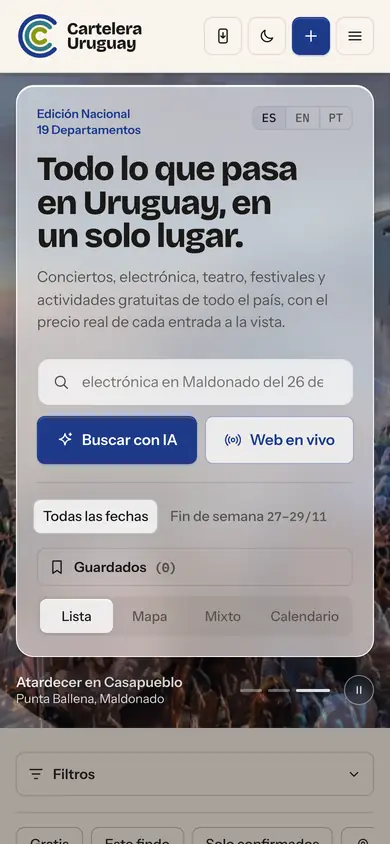 Cartelera
Uruguay
Edición Nacional
19 Departamentos
ES EN PT
Todo lo que pasa
en Uruguay, en
un solo lugar.
Conciertos, electrónica, teatro, festivales y
actividades gratuitas de todo el país, con el
precio real de cada entrada a la vista.
electrónica en Maldonado del 26 de
Buscar con IA
Web en vivo
Todas las fechas
Fin de semana 27–29/11
Guardados (0)
Lista Mapa Mixto Calendario
Atardecer en Casapueblo
Punta Ballena, Maldonado
Filtros
Gratis Este finde Solo confirmados